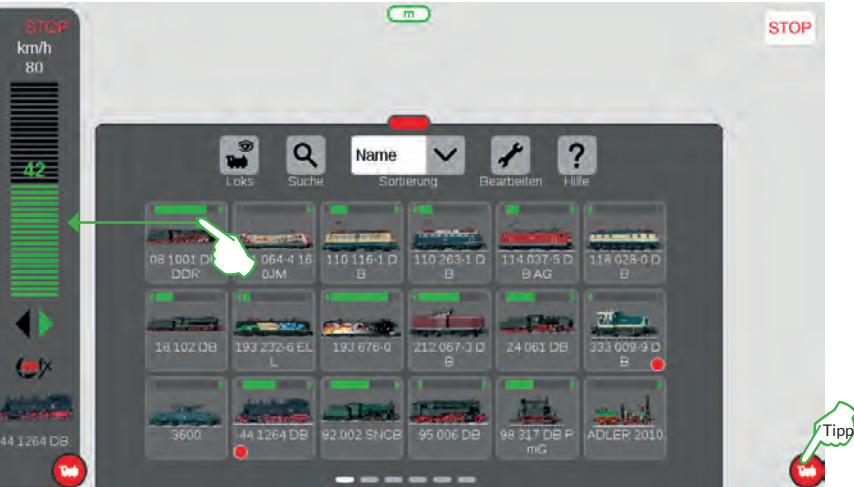 STOP
km/h
80
42
mfx
44 1264 DB
m
STOP
Name
Loks
Suche
Sortierung
Bearbeiten
?
Hilfe
08 1001 D
DDR
064-4 16
0JM
110 116-1 D
B
110 263-1 D
B
114 037-5 D
B AG
118 028-0 D
B
18 102 DB
193 232-6 EL
L
193 676-0
212 067-3 D
B
24 061 DB
333 009-9 D
B
3600
44 1264 DB
92.002 SNCB
95 006 DB
98 317 DB P
mG
ADLER 2010
Tipp